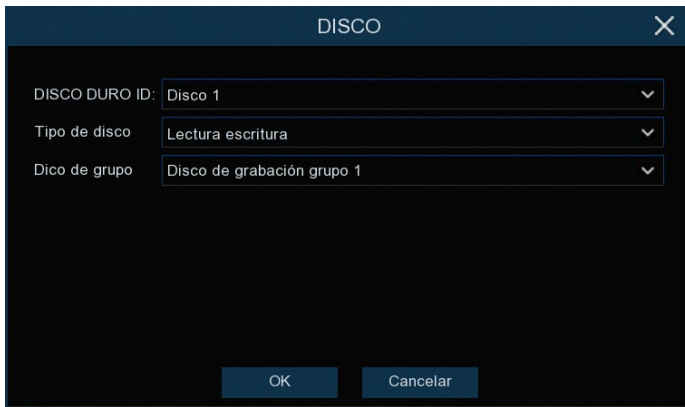 DISCO
DISCO DURO ID: Disco 1
Tipo de disco Lectura escritura
Dico de grupo Disco de grabación grupo 1
OK Cancelar